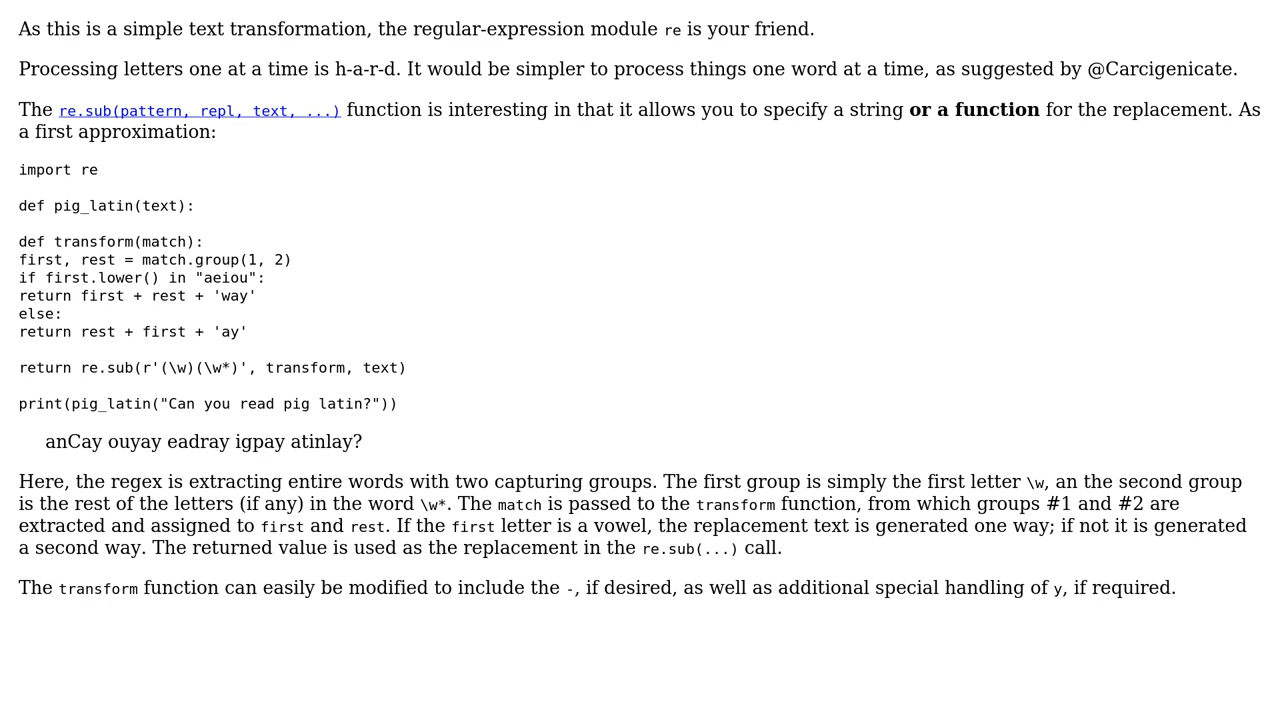 As this is a simple text transformation, the regular-expression module re is your friend.
Processing letters one at a time is h-a-r-d. It would be simpler to process things one word at a time, as suggested by @Carcigenicate.
The re.sub(pattern, repl, text, ...) function is interesting in that it allows you to specify a string or a function for the replacement. As
a first approximation:
import re
def pig_latin(text):
def transform(match):
first, rest = match.group(1, 2)
if first.lower() in "aeiou":
return first + rest + 'way'
else:
return rest + first + 'ay'
return re.sub(r'(\w)(\w*)', transform, text)
print(pig_latin("Can you read pig latin?"))
anCay ouyay eadray igpay atinlay?
Here, the regex is extracting entire words with two capturing groups. The first group is simply the first letter \w, an the second group
is the rest of the letters (if any) in the word \w*. The match is passed to the transform function, from which groups #1 and #2 are
extracted and assigned to first and rest. If the first letter is a vowel, the replacement text is generated one way; if not it is generated
a second way. The returned value is used as the replacement in the re.sub(...) call.
The transform function can easily be modified to include the -, if desired, as well as additional special handling of y, if required.